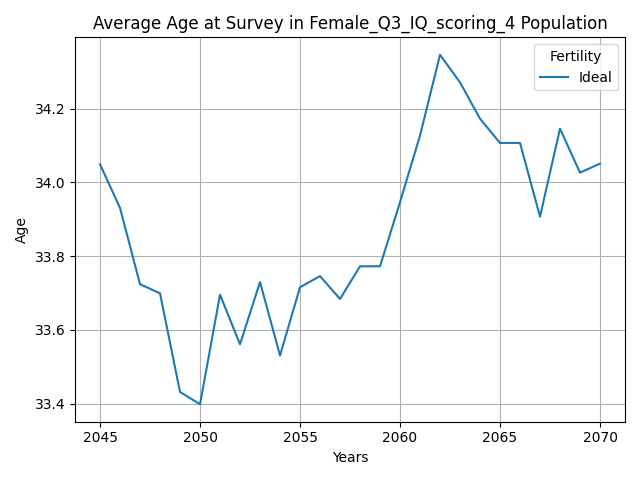 Average Age at Survey in Female_Q3_IQ_scoring_4 Population
Fertility
Ideal
34.2
34.0
33.8
33.6
33.4
Age
2045 2050 2055 2060 2065 2070
Years